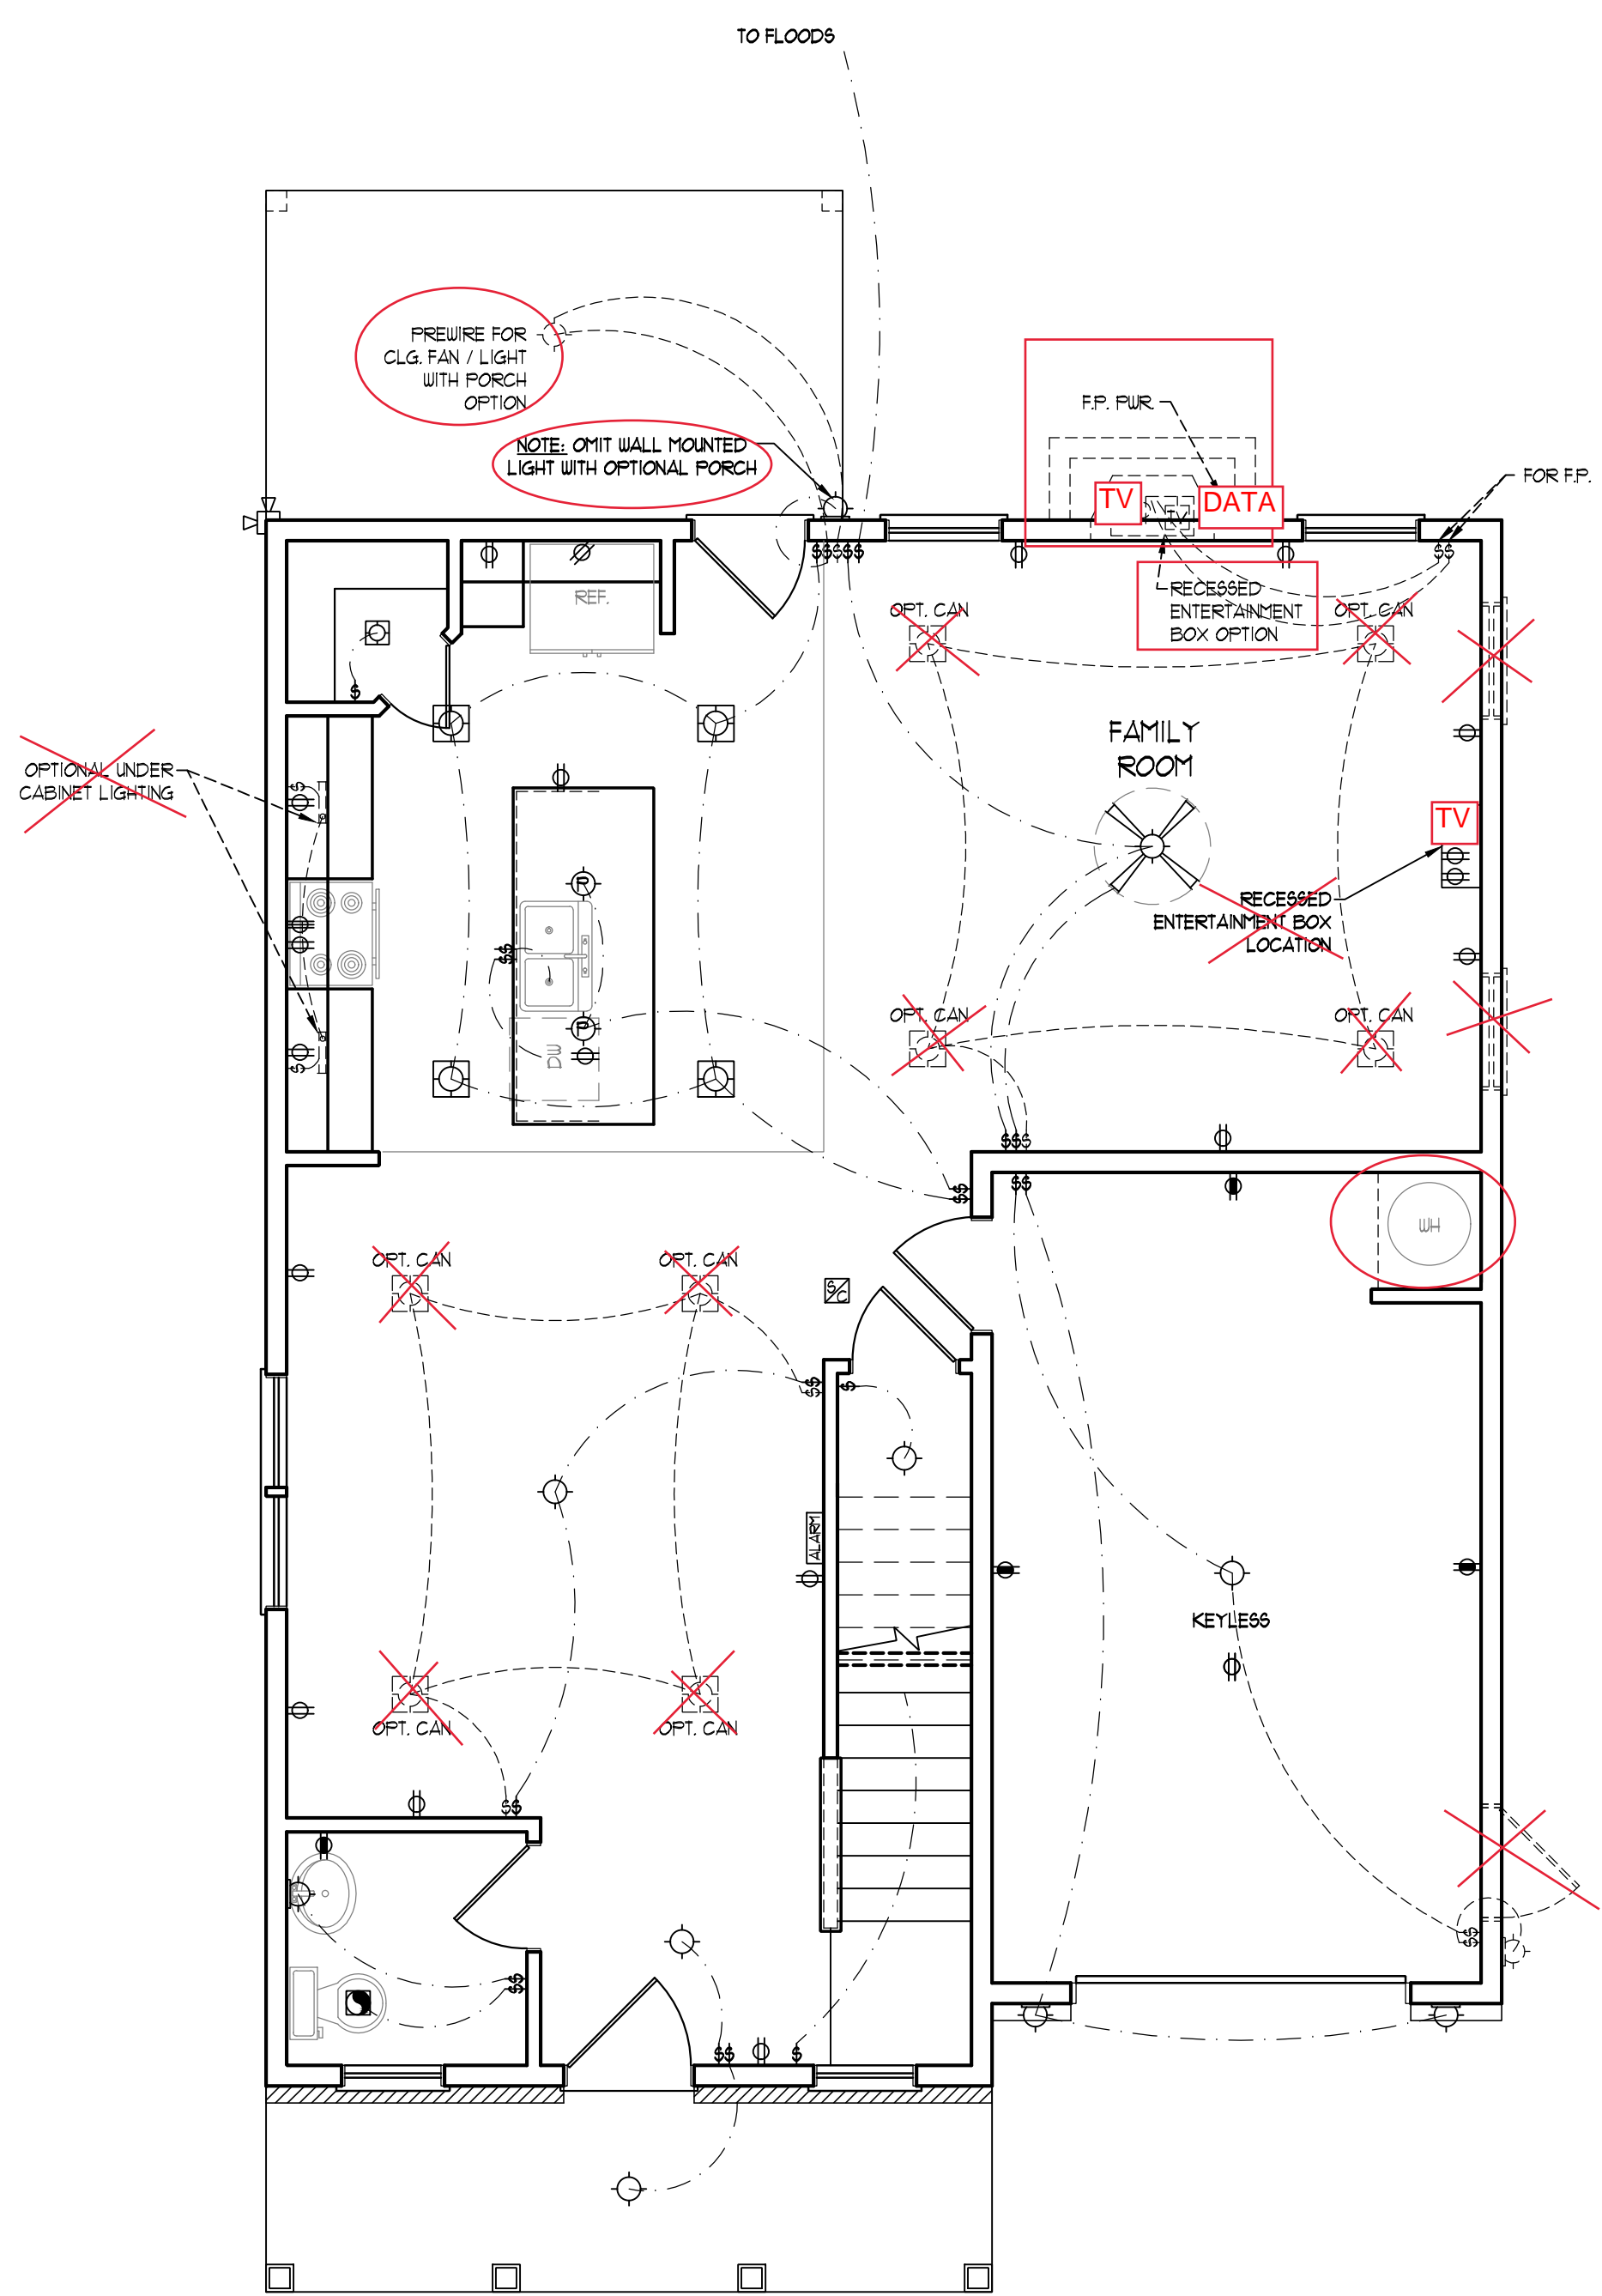 TO FLOODS
PREWIRE FOR
CLG. FAN / LIGHT
WITH PORCH
OPTION
NOTE: OMIT WALL MOUNTED
LIGHT WITH OPTIONAL PORCH
F.P. PWR.
TV
DATA
TV
FOR F.P.
$$$$$
$$
RECESSED
ENTERTAINMENT
BOX OPTION
REF.
OPT. CAN
OPT. CAN
$
FAMILY
ROOM
OPTIONAL UNDER
CABINET LIGHTING
$
TV
RECESSED
ENTERTAINMENT BOX
LOCATION
P
$$
P
DW
$
OPT. CAN
OPT. CAN
$$$
$$
$$
WH
OPT. CAN
OPT. CAN
S/C
$$
$
ALARM
KEYLESS
OPT. CAN
OPT. CAN
$$
$$
$$
$$
$